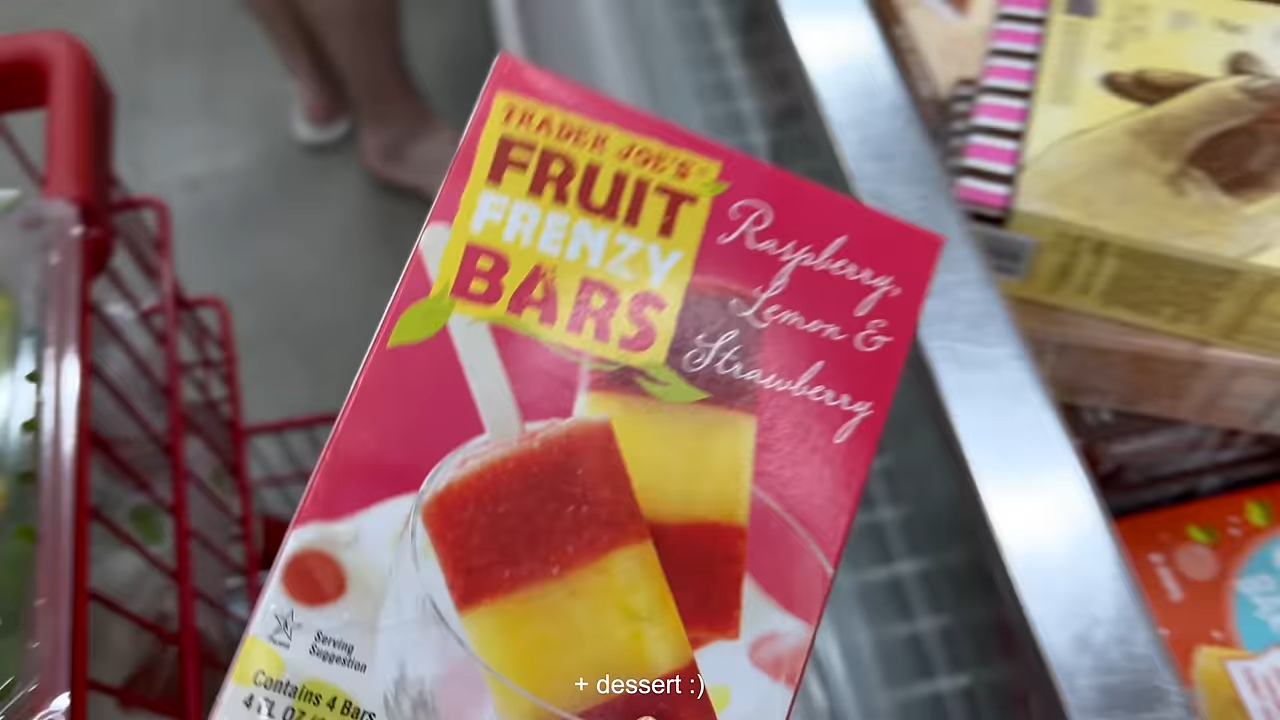 TRADER JOE'S
FRUIT
FRENZY
BARS
Raspberry,
Lemon &
Strawberry
Serving
Suggestion
Contains 4 Bars
+ dessert :)